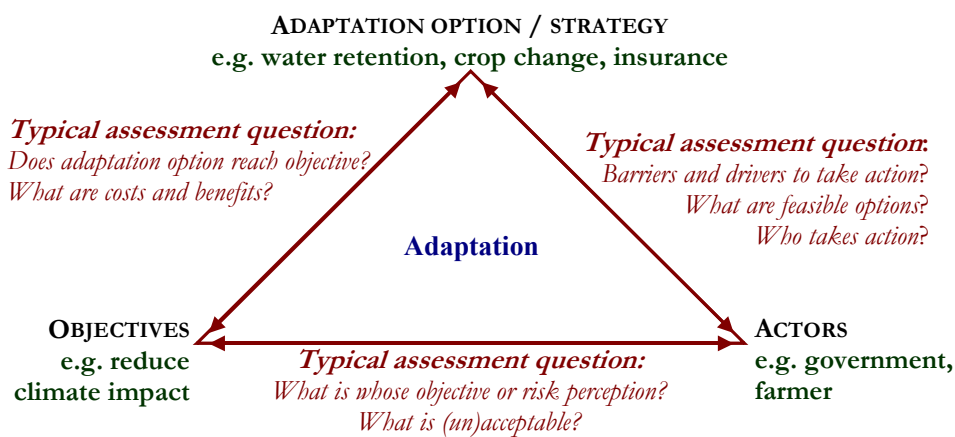 ADAPTATION OPTION / STRATEGY
e.g. water retention, crop change, insurance
Typical assessment question:
Does adaptation option reach objective?
What are costs and benefits?
Typical assessment question:
Barriers and drivers to take action?
What are feasible options?
Who takes action?
Adaptation
OBJECTIVES
e.g. reduce
climate impact
ACTORS
e.g. government,
farmer
Typical assessment question:
What is whose objective or risk perception?
What is (un)acceptable?